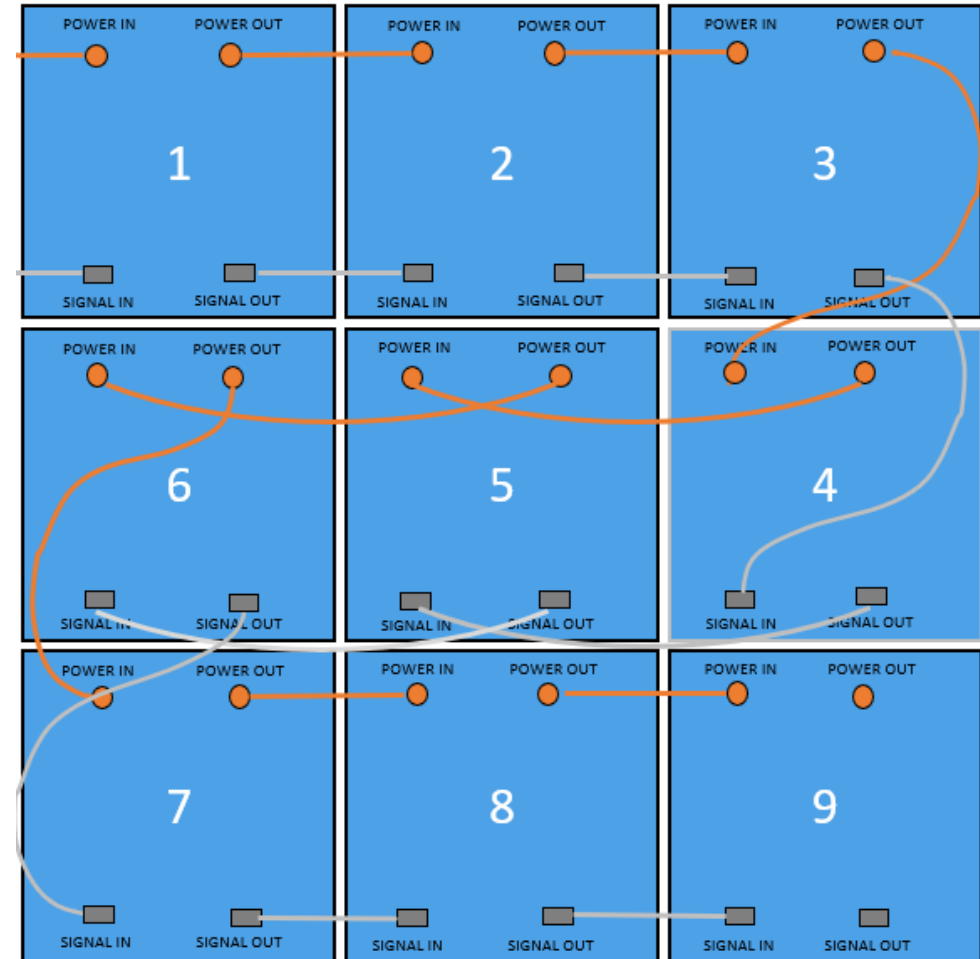 POWER IN POWER OUT POWER IN POWER OUT POWER IN POWER OUT
1 2 3
SIGNAL IN SIGNAL OUT SIGNAL IN SIGNAL OUT SIGNAL IN SIGNAL OUT
POWER IN POWER OUT POWER IN POWER OUT POWER IN POWER OUT
6 5 4
SIGNAL IN SIGNAL OUT SIGNAL IN SIGNAL OUT SIGNAL IN SIGNAL OUT
POWER IN POWER OUT POWER IN POWER OUT POWER IN POWER OUT
7 8 9
SIGNAL IN SIGNAL OUT SIGNAL IN SIGNAL OUT SIGNAL IN SIGNAL OUT